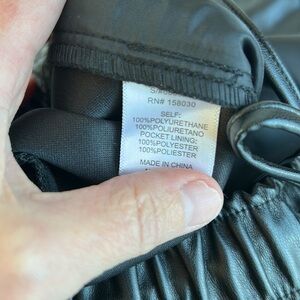 RN# 158030
SELF:
100%POLYURETHANE
100%POLIURETANO
POCKET LINING:
100%POLYESTER
100%POLIESTER
MADE IN CHINA